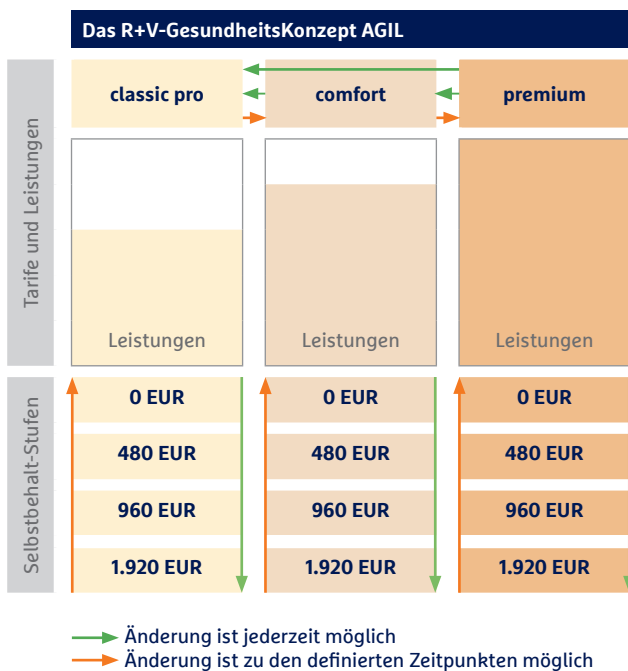 Das R+V-GesundheitsKonzept AGIL
Tarife und Leistungen
classic pro
comfort
premium
Leistungen
Leistungen
Leistungen
Selbstbehalt-Stufen
0 EUR
0 EUR
0 EUR
480 EUR
480 EUR
480 EUR
960 EUR
960 EUR
960 EUR
1.920 EUR
1.920 EUR
1.920 EUR
Änderung ist jederzeit möglich
Änderung ist zu den definierten Zeitpunkten möglich